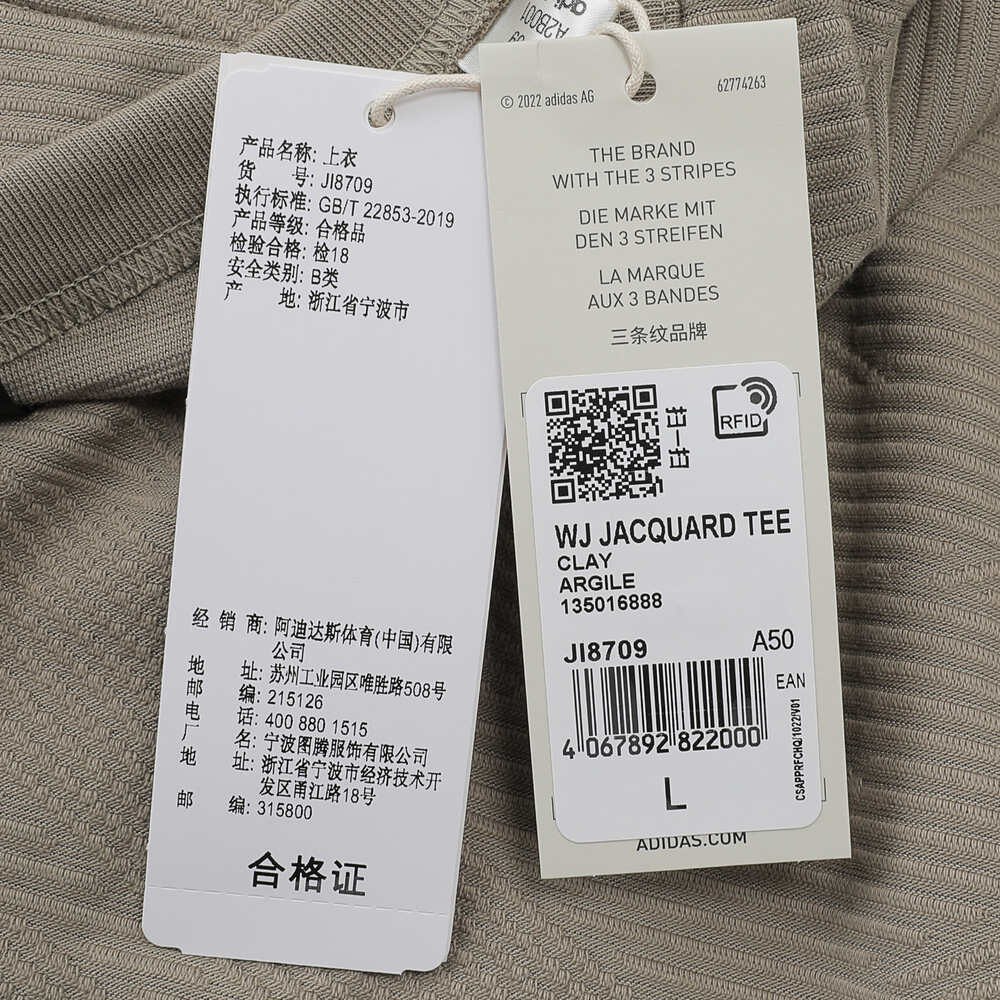 产品名称: 上衣
货 号: JI8709
执行标准: GB/T 22853-2019
产品等级: 合格品
检验合格: 检18
安全类别: B类
产 地: 浙江省宁波市
经 销 商: 阿迪达斯体育(中国)有限
公司
地 址: 苏州工业园区唯胜路508号
邮 编: 215126
电 话: 400 880 1515
厂 名: 宁波图腾服饰有限公司
地 址: 浙江省宁波市经济技术开
发区甬江路18号
邮 编: 315800
合格证
adidas
A2B001
© 2022 adidas AG
62774263
THE BRAND
WITH THE 3 STRIPES
DIE MARKE MIT
DEN 3 STREIFEN
LA MARQUE
AUX 3 BANDES
三条纹品牌
RFID
扫一扫
WJ JACQUARD TEE
CLAY
ARGILE
135016888
JI8709
A50
EAN
4 067892 822000
L
CSAPPRFCHQ/1022/V01
ADIDAS.COM